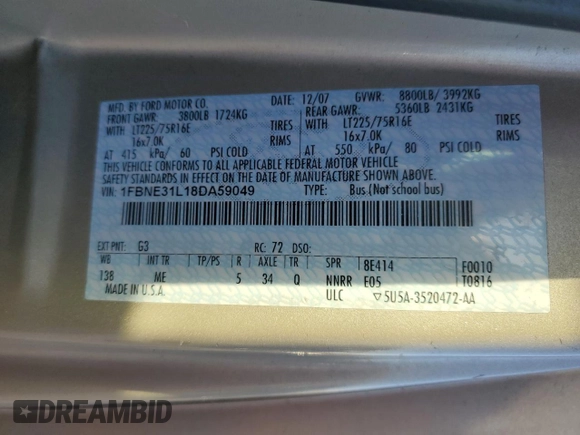 MFD. BY FORD MOTOR CO.
DATE: 12/07 GVWR: 8800LB/ 3992KG
FRONT GAWR: 3800LB 1724KG
REAR GAWR: 5360LB 2431KG
WITH LT225/75R16E TIRES
WITH LT225/75R16E TIRES
16x7.0K RIMS
16x7.0K RIMS
AT 415 kPa/ 60 PSI COLD
AT 550 kPa/ 80 PSI COLD
THIS VEHICLE CONFORMS TO ALL APPLICABLE FEDERAL MOTOR VEHICLE
SAFETY STANDARDS IN EFFECT ON THE DATE OF MANUFACTURE SHOWN ABOVE.
VIN: 1FBNE31L18DA59049 TYPE: Bus(Not school bus)
EXT PNT: G3 RC: 72 DSO:
WB INT TR TP/PS R AXLE TR SPR 8E414 F0010
138 ME 5 34 Q NNRR E05 T0816
MADE IN U.S.A. ULC ▽5U5A-3520472-AA
DREAMBID